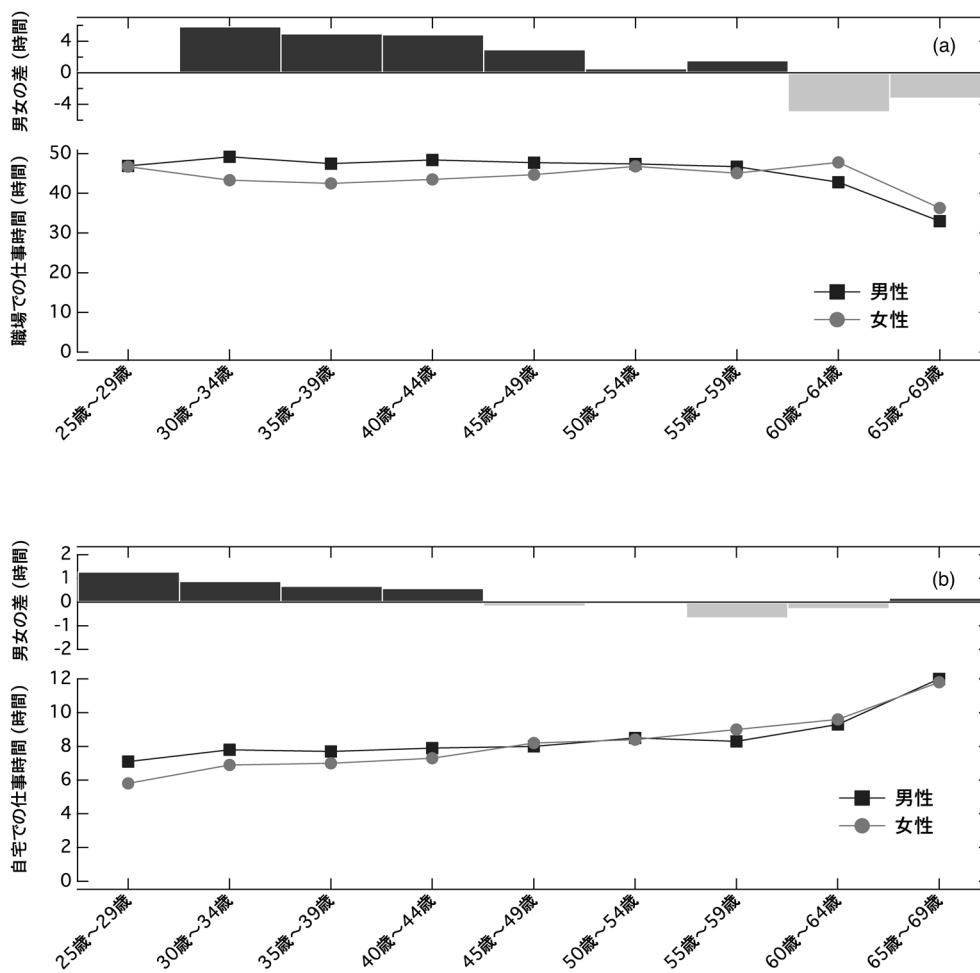 男女の差 (時間)
4
0
-4
(a)
職場での仕事時間 (時間)
50
40
30
20
10
0
男性
女性
25歳〜29歳
30歳〜34歳
35歳〜39歳
40歳〜44歳
45歳〜49歳
50歳〜54歳
55歳〜59歳
60歳〜64歳
65歳〜69歳
男女の差 (時間)
2
1
0
-1
-2
(b)
自宅での仕事時間 (時間)
12
10
8
6
4
2
0
男性
女性
25歳〜29歳
30歳〜34歳
35歳〜39歳
40歳〜44歳
45歳〜49歳
50歳〜54歳
55歳〜59歳
60歳〜64歳
65歳〜69歳